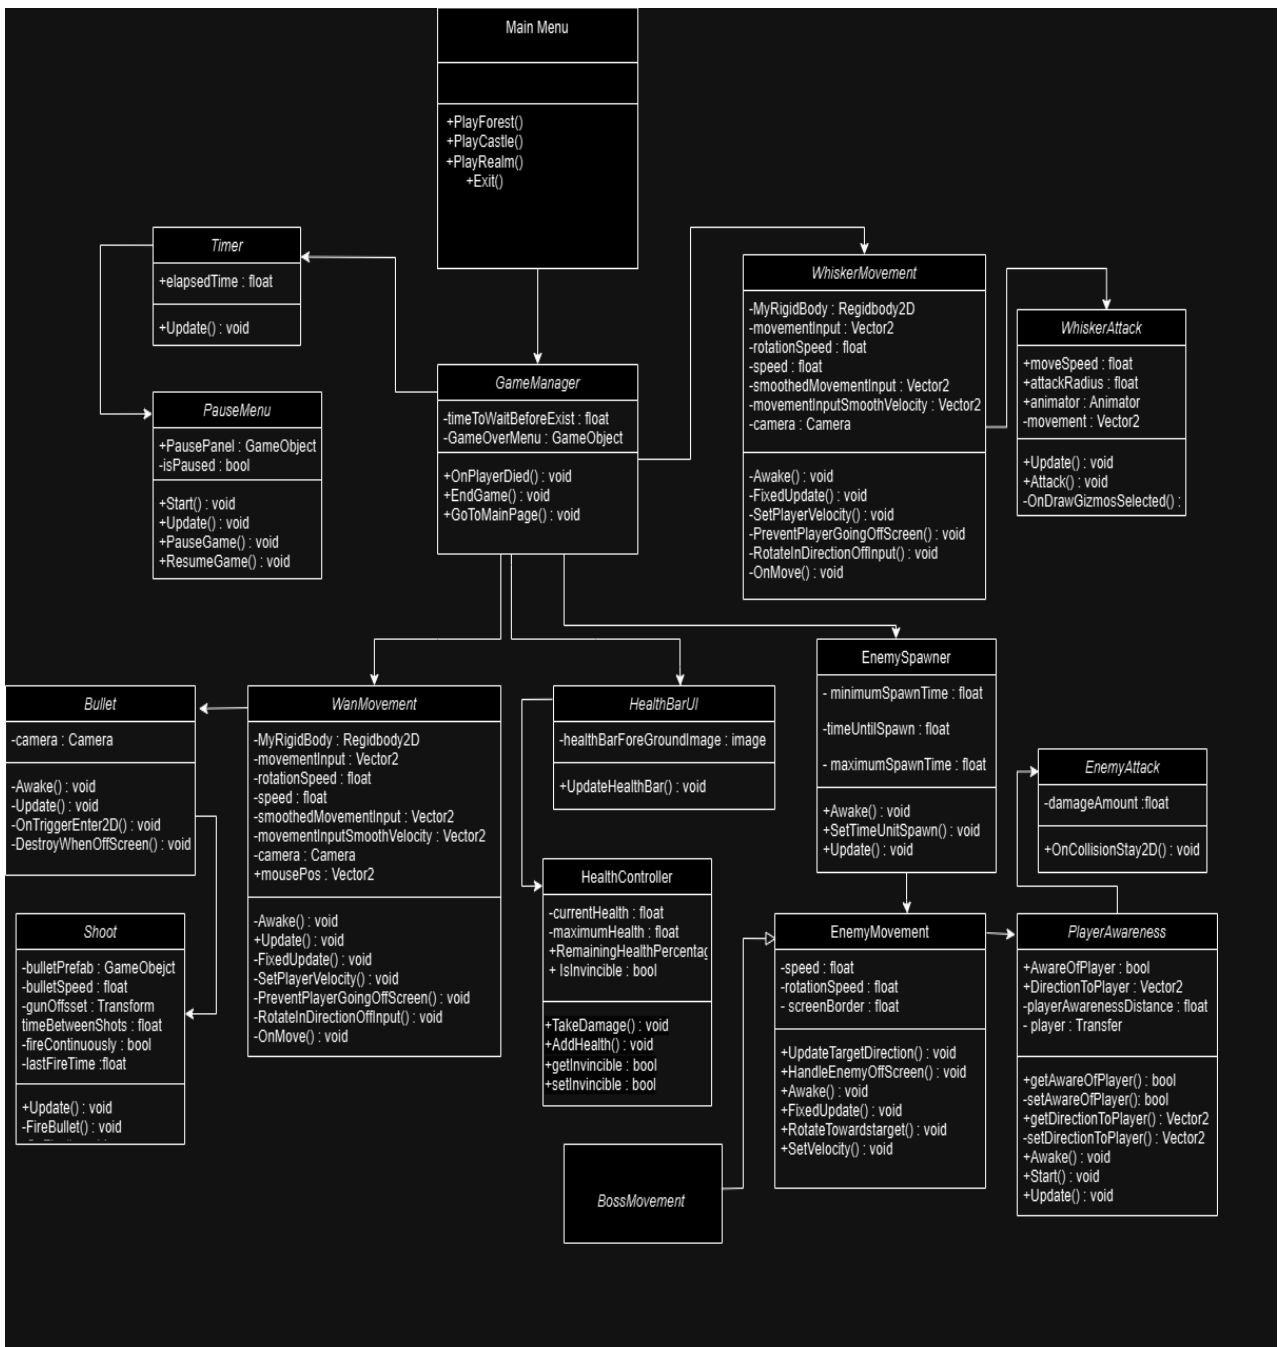 Main Menu
+PlayForest()
+PlayCastle()
+PlayRealm()
+Exit()
Timer
+elapsedTime : float
+Update() : void
PauseMenu
+PausePanel : GameObject
-isPaused : bool
+Start() : void
+Update() : void
+PauseGame() : void
+ResumeGame() : void
GameManager
-timeToWaitBeforeExist : float
-GameOverMenu : GameObject
+OnPlayerDied() : void
+EndGame() : void
+GoToMainPage() : void
WhiskerMovement
-MyRigidBody : Regidbody2D
-movementInput : Vector2
-rotationSpeed : float
-speed : float
-smoothedMovementInput : Vector2
-movementInputSmoothVelocity : Vector2
-camera : Camera
-Awake() : void
-FixedUpdate() : void
-SetPlayerVelocity() : void
-PreventPlayerGoingOffScreen() : void
-RotateInDirectionOffInput() : void
-OnMove() : void
WhiskerAttack
+moveSpeed : float
+attackRadius : float
+animator : Animator
-movement : Vector2
+Update() : void
+Attack() : void
-OnDrawGizmosSelected() :
Bullet
-camera : Camera
-Awake() : void
-Update() : void
-OnTriggerEnter2D() : void
-DestroyWhenOffScreen() : void
Shoot
-bulletPrefab : GameObejct
-bulletSpeed : float
-gunOffsset : Transform
timeBetweenShots : float
-fireContinuously : bool
-lastFireTime :float
+Update() : void
-FireBullet() : void
WanMovement
-MyRigidBody : Regidbody2D
-movementInput : Vector2
-rotationSpeed : float
-speed : float
-smoothedMovementInput : Vector2
-movementInputSmoothVelocity : Vector2
-camera : Camera
+mousePos : Vector2
-Awake() : void
+Update() : void
-FixedUpdate() : void
-SetPlayerVelocity() : void
-PreventPlayerGoingOffScreen() : void
-RotateInDirectionOffInput() : void
-OnMove() : void
HealthBarUI
-healthBarForeGroundImage : image
+UpdateHealthBar() : void
HealthController
-currentHealth : float
-maximumHealth : float
+RemainingHealthPercentag
+ IsInvincible : bool
+TakeDamage() : void
+AddHealth() : void
+getInvincible : bool
+setInvincible : bool
EnemySpawner
- minimumSpawnTime : float
-timeUntilSpawn : float
- maximumSpawnTime : float
+Awake() : void
+SetTimeUnitSpawn() : void
+Update() : void
EnemyAttack
-damageAmount :float
+OnCollisionStay2D() : void
EnemyMovement
-speed : float
-rotationSpeed : float
- screenBorder : float
+UpdateTargetDirection() : void
+HandleEnemyOffScreen() : void
+Awake() : void
+FixedUpdate() : void
+RotateTowardstarget() : void
+SetVelocity() : void
PlayerAwareness
+AwareOfPlayer : bool
+DirectionToPlayer : Vector2
-playerAwarenessDistance : float
- player : Transfer
+getAwareOfPlayer() : bool
-setAwareOfPlayer(): bool
+getDirectionToPlayer() : Vector2
-setDirectionToPlayer() : Vector2
+Awake() : void
+Start() : void
+Update() : void
BossMovement